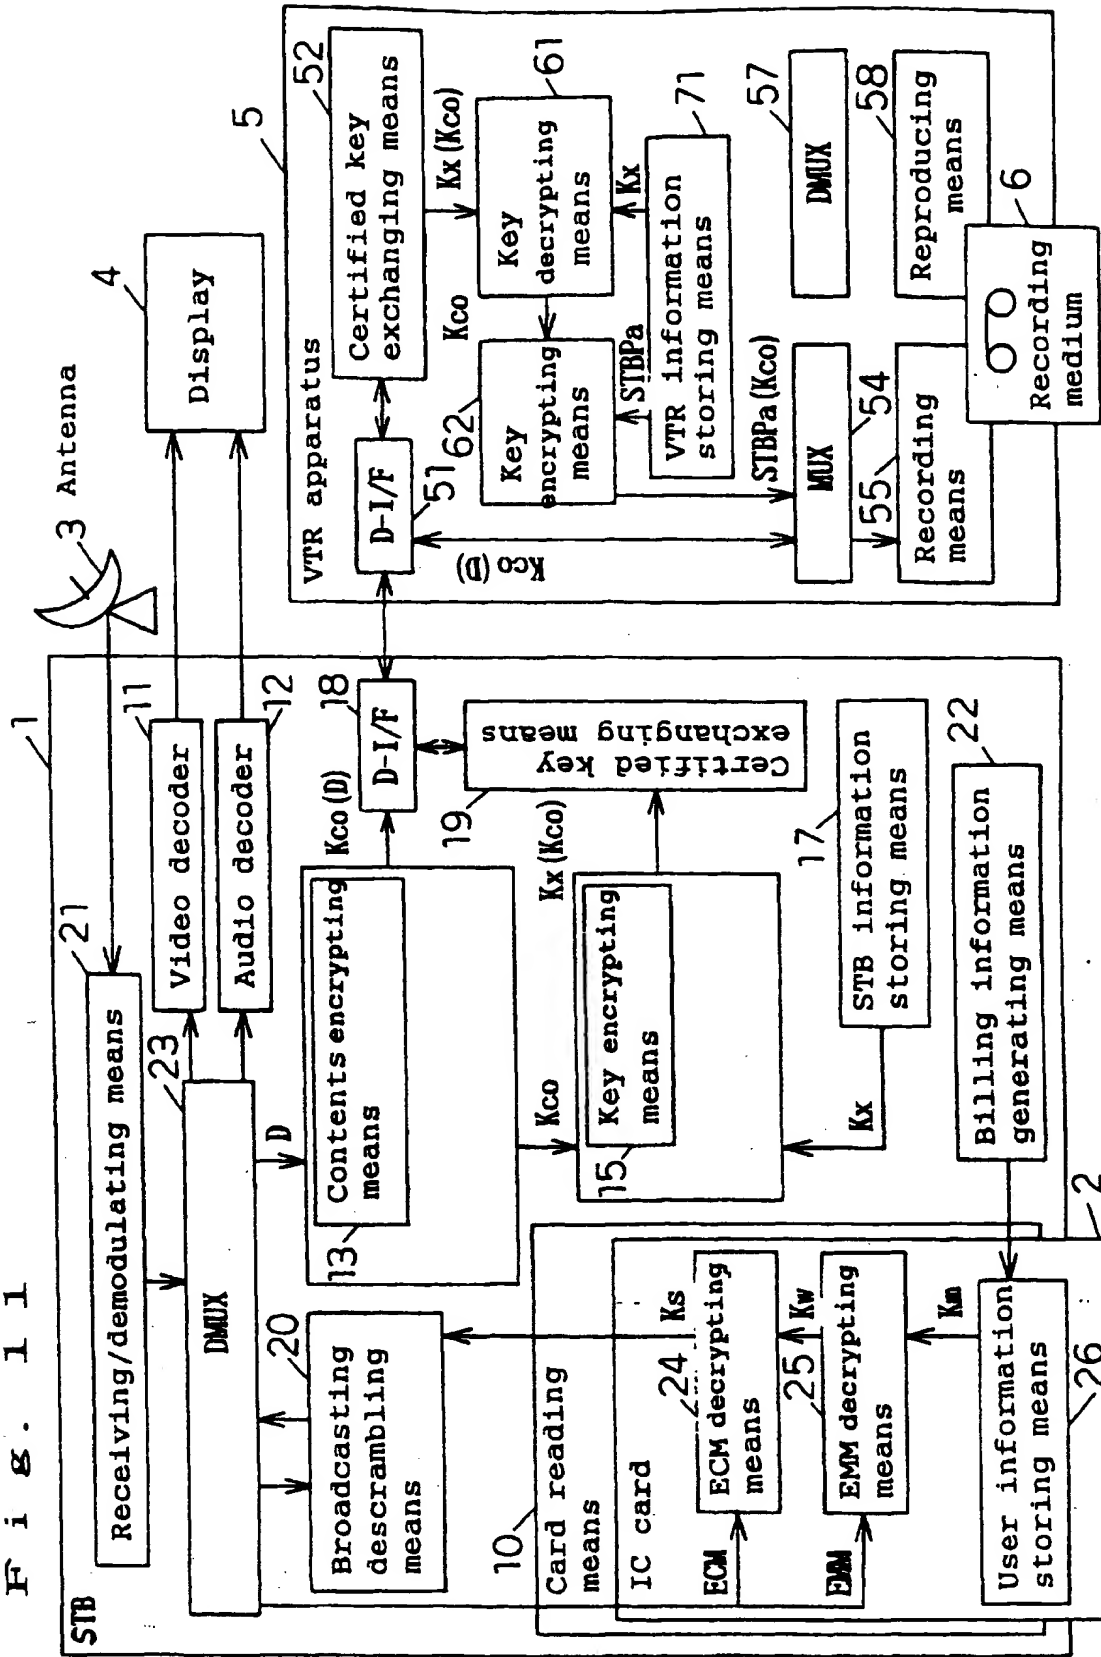 Fig. 11
STB
1
Receiving/demodulating means
21
DMUX
23
Video decoder
11
Audio decoder
12
3
Antenna
4
Display
D
Contents encrypting
means
13
Kco(D)
D-I/F
18
Certified key
exchanging means
19
Kco
Key encrypting
means
15
Kx(Kco)
Kx
STB information
storing means
17
Billing information
generating means
22
Broadcasting
descrambling
means
20
Card reading
means
10
IC card
2
ECM
ECM decrypting
means
24
Ks
Kw
EMM
EMM decrypting
means
25
Km
User information
storing means
26
5
VTR apparatus
D-I/F
51
Certified key
exchanging means
52
Kx(Kco)
Key
decrypting
means
61
Kco
Key
encrypting
means
62
Kx
STBPa
VTR information
storing means
71
Kco(D)
STBPa(Kco)
MUX
54
DMUX
57
Recording
means
55
Reproducing
means
58
Recording
medium
6